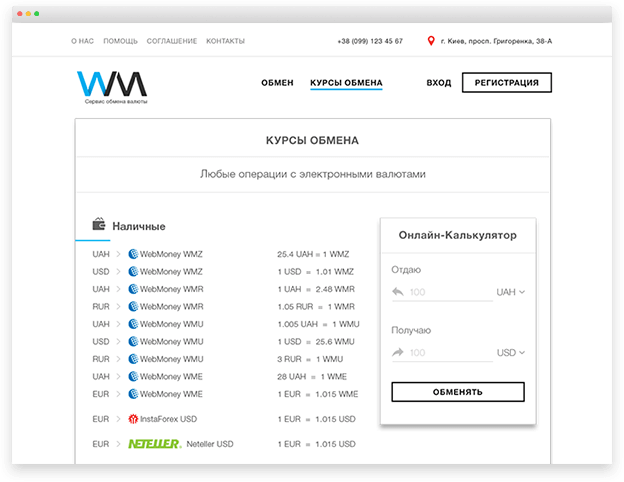 О НАС ПОМОЩЬ СОГЛАШЕНИЕ КОНТАКТЫ +38 (099) 123 45 67 г. Киев, просп. Григоренка, 38-А
WM
Сервис обмена валюты
ОБМЕН КУРСЫ ОБМЕНА ВХОД РЕГИСТРАЦИЯ
КУРСЫ ОБМЕНА
Любые операции с электронными валютами
Наличные
UAH WebMoney WMZ 25.4 UAH = 1 WMZ
USD WebMoney WMZ 1 USD = 1.01 WMZ
UAH WebMoney WMR 1 UAH = 2.48 WMR
RUR WebMoney WMR 1.05 RUR = 1 WMR
UAH WebMoney WMU 1.005 UAH = 1 WMU
USD WebMoney WMU 1 USD = 25.6 WMU
RUR WebMoney WMU 3 RUR = 1 WMU
UAH WebMoney WME 28 UAH = 1 WME
EUR WebMoney WME 1 EUR = 1.015 WME
EUR InstaForex USD 1 EUR = 1.015 USD
EUR NETELLER Neteller USD 1 EUR = 1.015 USD
Онлайн-Калькулятор
Отдаю
100 UAH
Получаю
100 USD
ОБМЕНЯТЬ